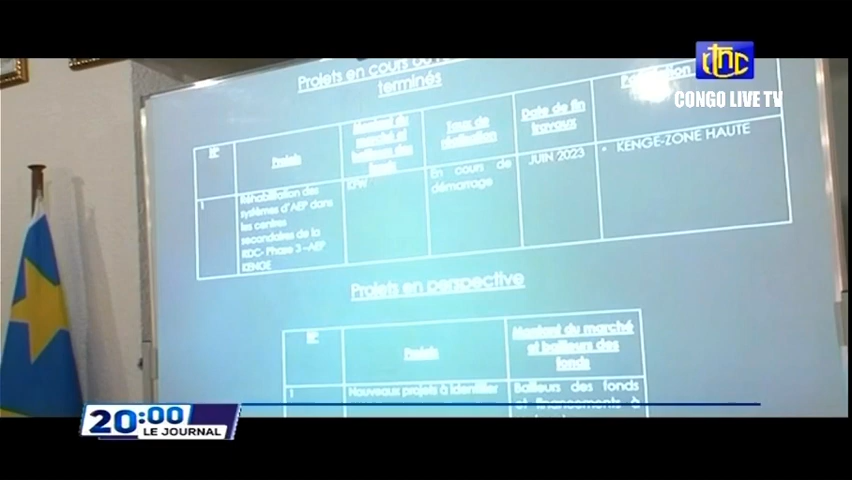 Projets en cours ou
terminés
N°
Projets
Montant du
marché et
bailleurs des
fonds
Taux de
réalisation
Date de fin
travaux
1
Réhabilitation des
systèmes d'AEP dans
les centres
secondaires de la
RDC- Phase 3 –AEP
KENGE
KFW
En cours de
démarrage
JUIN 2023
• KENGE-ZONE HAUTE
Projets en perspective
N°
Projets
Montant du marché
et bailleurs des
fonds
1
Nouveaux projets à identifier
Bailleurs des fonds
et financements à
rtnc
CONGO LIVE TV
20:00
LE JOURNAL